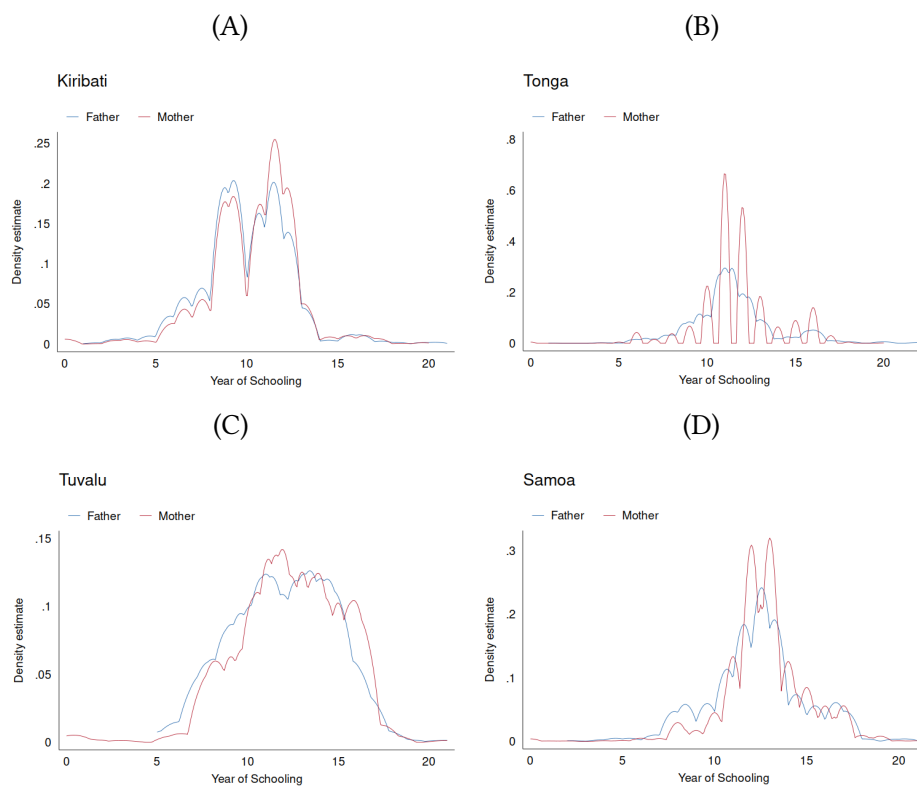 (A)
Kiribati
Father Mother
.25
.2
.15
.1
.05
0
Density estimate
0 5 10 15 20
Year of Schooling
(B)
Tonga
Father Mother
.8
.6
.4
.2
0
Density estimate
0 5 10 15 20
Year of Schooling
(C)
Tuvalu
Father Mother
.15
.1
.05
0
Density estimate
0 5 10 15 20
Year of Schooling
(D)
Samoa
Father Mother
.3
.2
.1
0
Density estimate
0 5 10 15 20
Year of Schooling